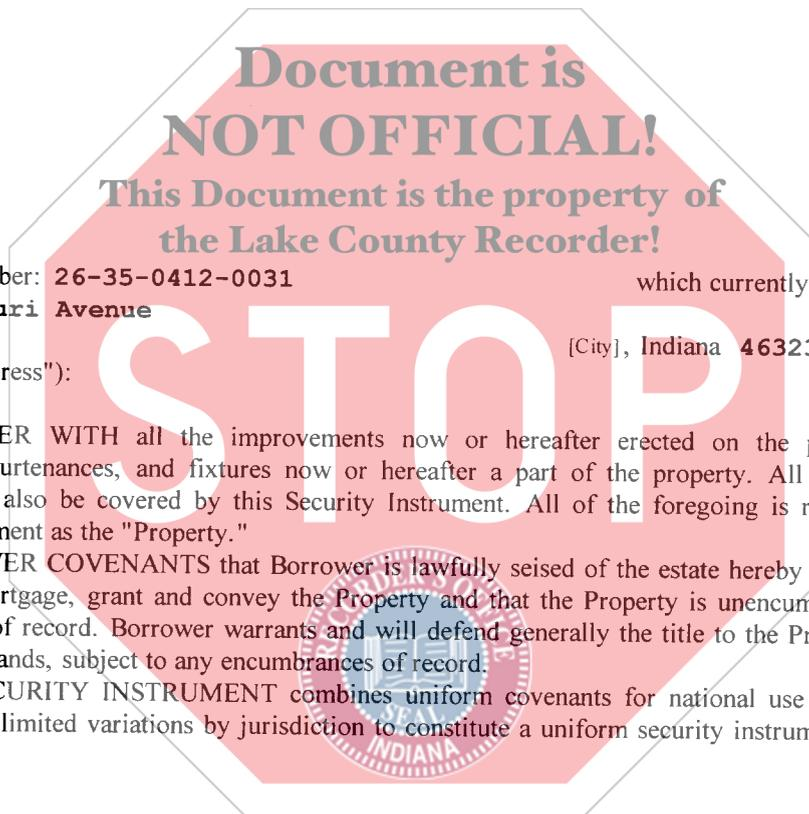 Document is
NOT OFFICIAL!
This Document is the property of
the Lake County Recorder!
ber: 26-35-0412-0031 which currently
uri Avenue
[City], Indiana 4632
ress"):
STOP
ER WITH all the improvements now or hereafter erected on the
urtenances, and fixtures now or hereafter a part of the property. All
also be covered by this Security Instrument. All of the foregoing is r
ment as the "Property."
ER COVENANTS that Borrower is lawfully seised of the estate hereby
rtgage, grant and convey the Property and that the Property is unencum
of record. Borrower warrants and will defend generally the title to the Pr
ands, subject to any encumbrances of record.
CURITY INSTRUMENT combines uniform covenants for national use
limited variations by jurisdiction to constitute a uniform security instrum
RECORDER'S OFFICE
SEAL
INDIANA